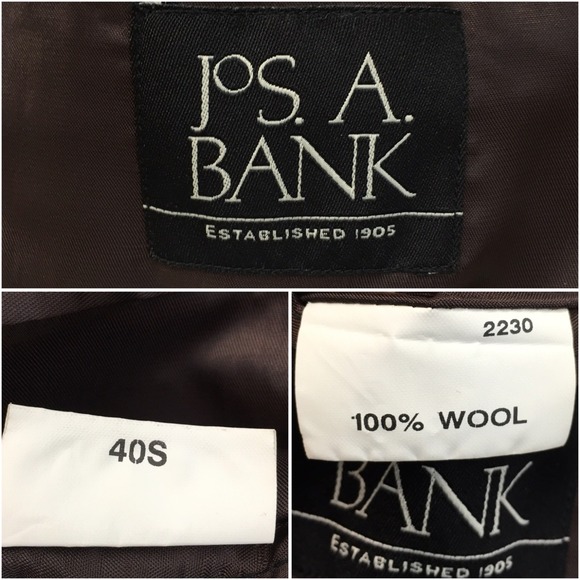 JoS. A.
BANK
ESTABLISHED 1905
40S
2230
100% WOOL
BANK
ESTABLISHED 1905